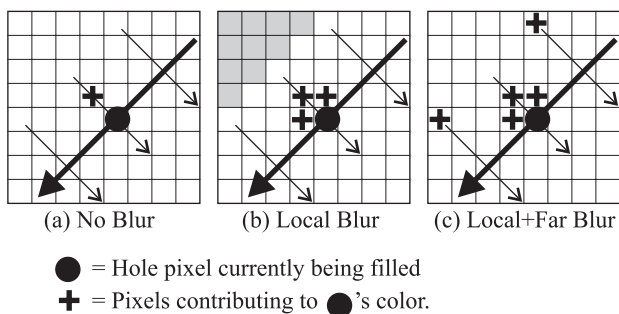 (a) No Blur (b) Local Blur (c) Local+Far Blur
= Hole pixel currently being filled
= Pixels contributing to 's color.